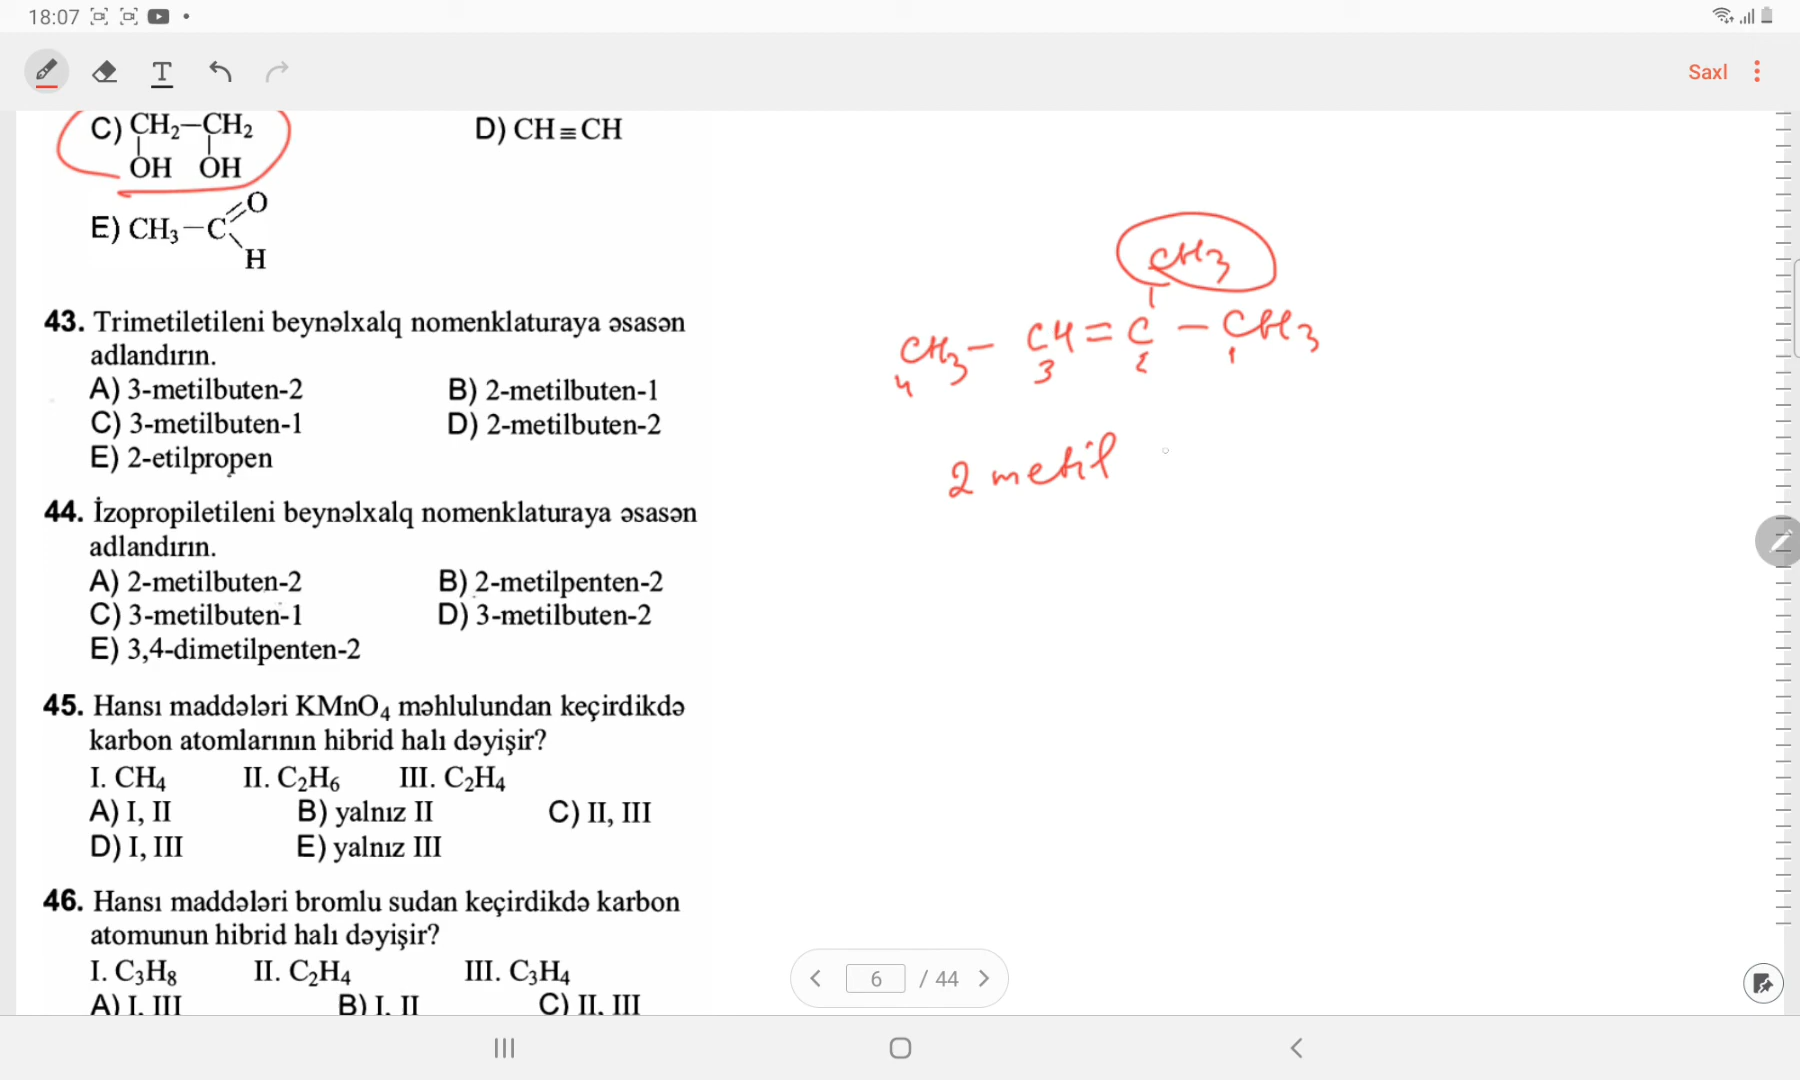 18:07
Saxl
C) CH₂–CH₂ D) CH≡CH
OH OH
O
E) CH₃–C
H
43. Trimetiletileni beynəlxalq nomenklaturaya əsasən
adlandırın.
A) 3-metilbuten-2 B) 2-metilbuten-1
C) 3-metilbuten-1 D) 2-metilbuten-2
E) 2-etilpropen
44. İzopropiletileni beynəlxalq nomenklaturaya əsasən
adlandırın.
A) 2-metilbuten-2 B) 2-metilpenten-2
C) 3-metilbuten-1 D) 3-metilbuten-2
E) 3,4-dimetilpenten-2
45. Hansı maddələri KMnO₄ məhlulundan keçirdikdə
karbon atomlarının hibrid halı dəyişir?
I. CH₄ II. C₂H₆ III. C₂H₄
A) I, II B) yalnız II C) II, III
D) I, III E) yalnız III
46. Hansı maddələri bromlu sudan keçirdikdə karbon
atomunun hibrid halı dəyişir?
I. C₃H₈ II. C₂H₄ III. C₃H₄
A) I, III B) I, II C) II, III
CH3
CH3 – CH = C – CH3
4 3 2 1
2 metil
6 / 44